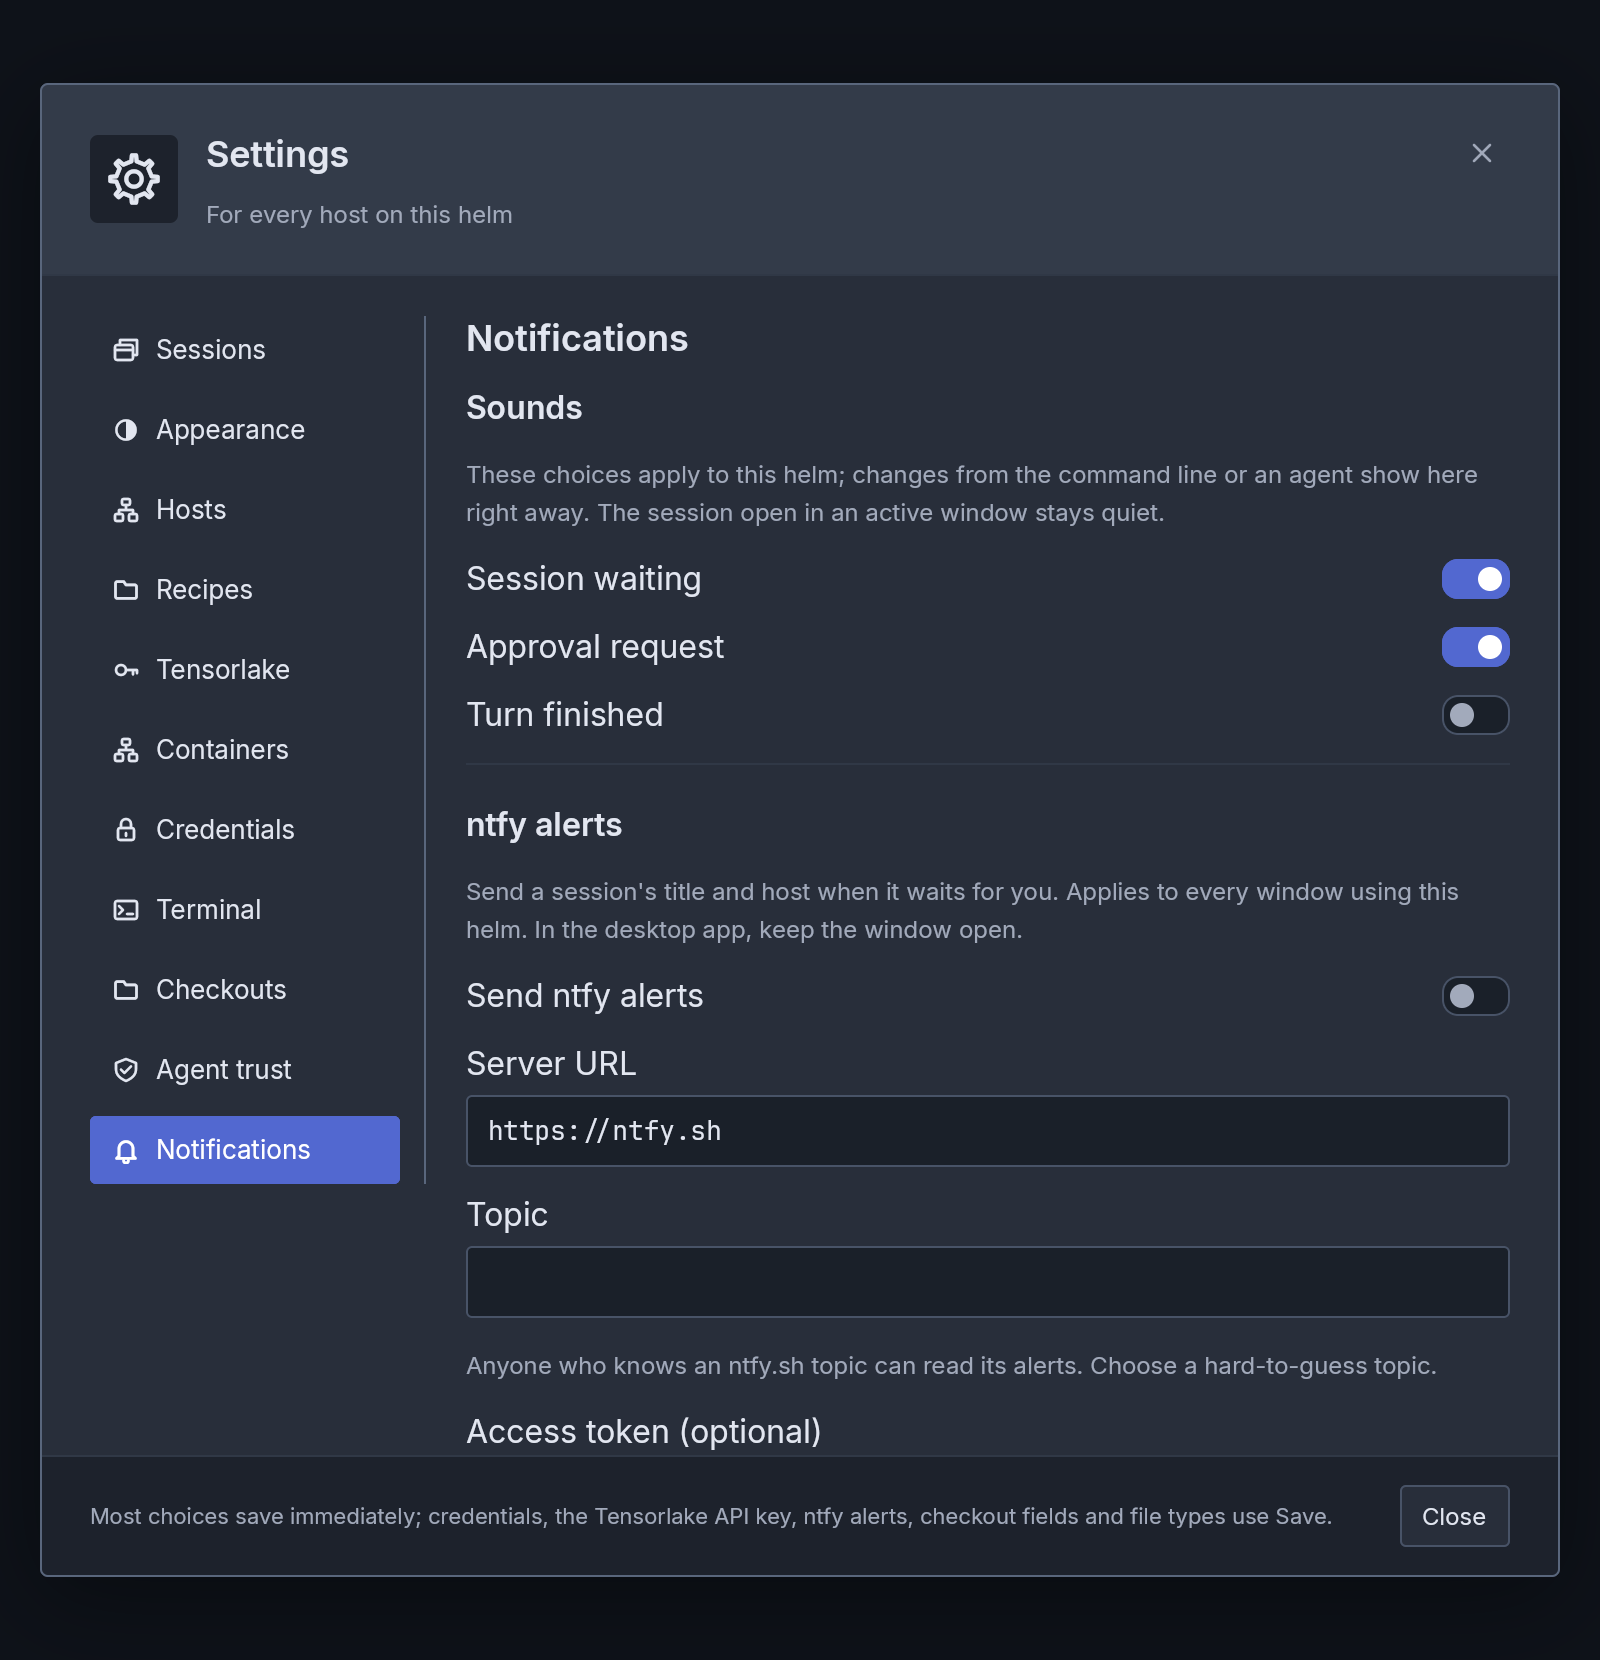 Settings
For every host on this helm
Sessions
Appearance
Hosts
Recipes
Tensorlake
Containers
Credentials
Terminal
Checkouts
Agent trust
Notifications
Notifications
Sounds
These choices apply to this helm; changes from the command line or an agent show here
right away. The session open in an active window stays quiet.
Session waiting
Approval request
Turn finished
ntfy alerts
Send a session's title and host when it waits for you. Applies to every window using this
helm. In the desktop app, keep the window open.
Send ntfy alerts
Server URL
https://ntfy.sh
Topic
Anyone who knows an ntfy.sh topic can read its alerts. Choose a hard-to-guess topic.
Access token (optional)
Most choices save immediately; credentials, the Tensorlake API key, ntfy alerts, checkout fields and file types use Save.
Close